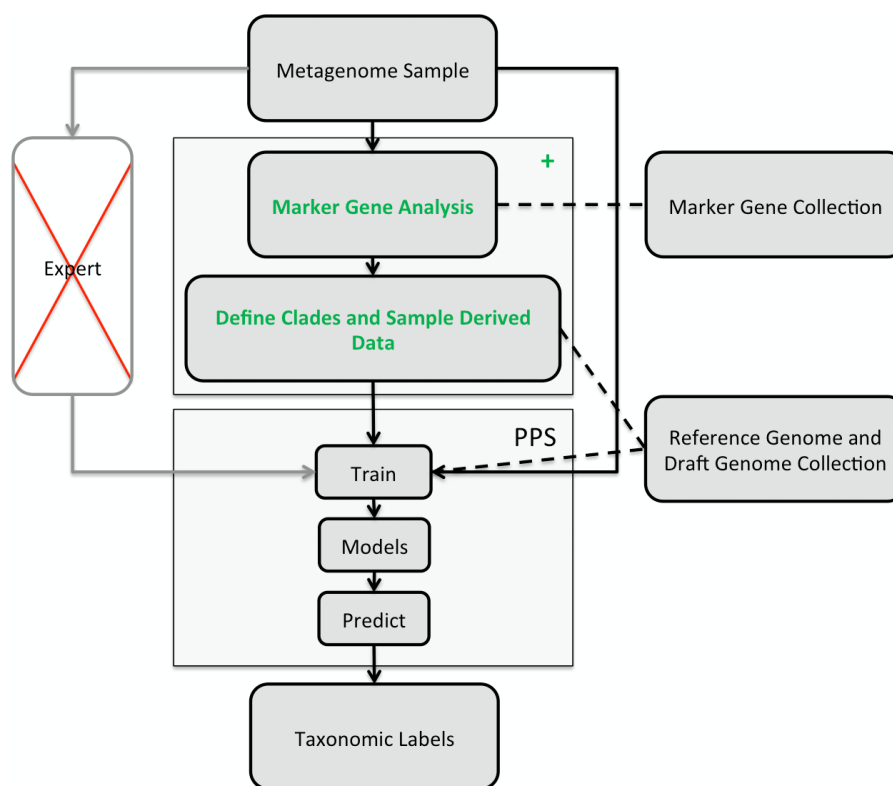 Metagenome Sample
+
Marker Gene Analysis
Marker Gene Collection
Expert
Define Clades and Sample Derived
Data
PPS
Reference Genome and
Draft Genome Collection
Train
Models
Predict
Taxonomic Labels